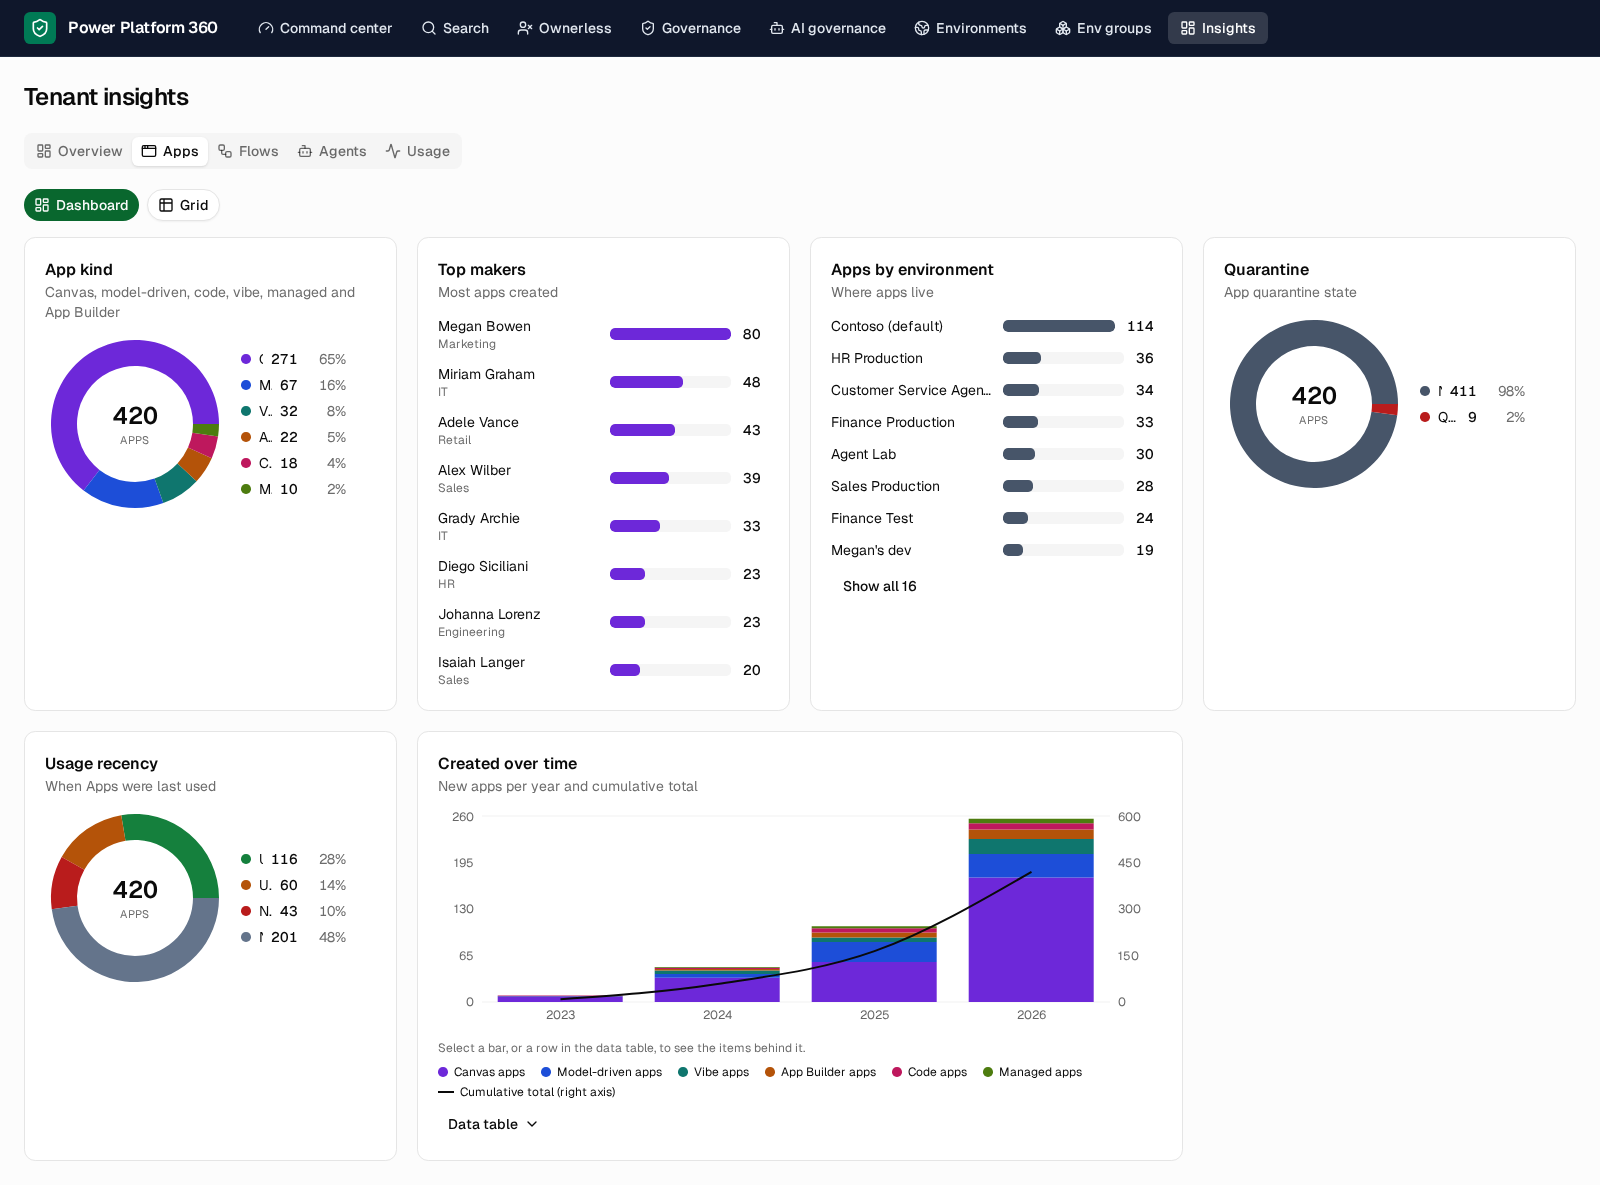 Power Platform 360
Command center
Search
Ownerless
Governance
AI governance
Environments
Env groups
Insights
Tenant insights
Overview
Apps
Flows
Agents
Usage
Dashboard
Grid
App kind
Canvas, model-driven, code, vibe, managed and
App Builder
420
APPS
271 65%
M. 67 16%
V.. 32 8%
A.. 22 5%
C. 18 4%
M. 10 2%
Top makers
Most apps created
Megan Bowen
Marketing
80
Miriam Graham
IT
48
Adele Vance
Retail
43
Alex Wilber
Sales
39
Grady Archie
IT
33
Diego Siciliani
HR
23
Johanna Lorenz
Engineering
23
Isaiah Langer
Sales
20
Apps by environment
Where apps live
Contoso (default) 114
HR Production 36
Customer Service Agen... 34
Finance Production 33
Agent Lab 30
Sales Production 28
Finance Test 24
Megan's dev 19
Show all 16
Quarantine
App quarantine state
420
APPS
411 98%
Q... 9 2%
Usage recency
When Apps were last used
420
APPS
116 28%
U. 60 14%
N. 43 10%
201 48%
Created over time
New apps per year and cumulative total
260 600
195 450
130 300
65 150
0 0
2023 2024 2025 2026
Select a bar, or a row in the data table, to see the items behind it.
Canvas apps Model-driven apps Vibe apps App Builder apps Code apps Managed apps
Cumulative total (right axis)
Data table